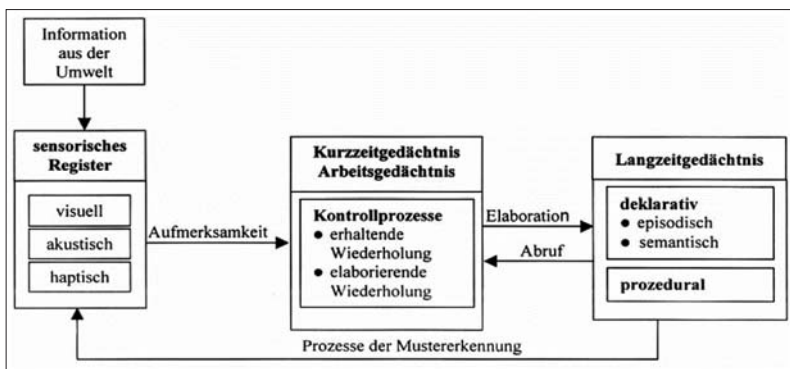 Information
aus der
Umwelt
sensorisches
Register
visuell
akustisch
haptisch
Aufmerksamkeit
Kurzzeitgedächtnis
Arbeitsgedächtnis
Kontrollprozesse
● erhaltende
Wiederholung
● elaborierende
Wiederholung
Elaboration
Abruf
Langzeitgedächtnis
deklarativ
● episodisch
● semantisch
prozedural
Prozesse der Mustererkennung